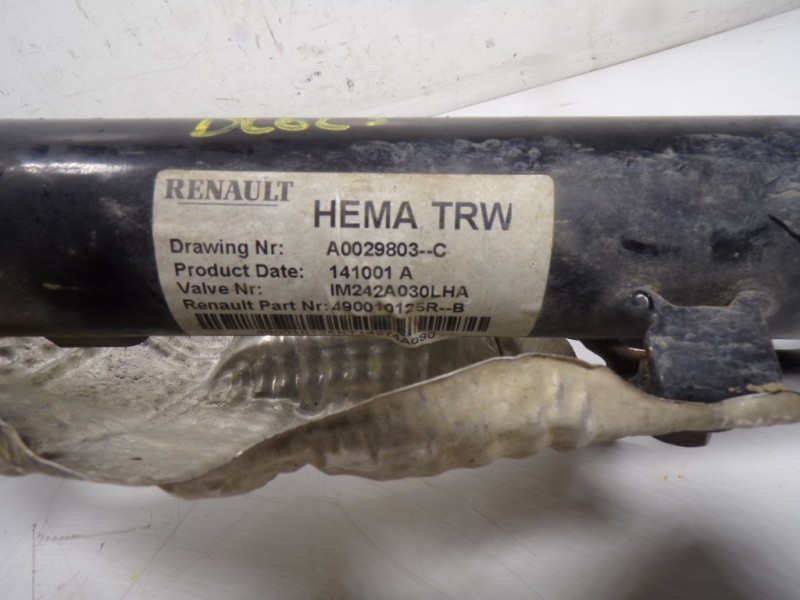 RENAULT
HEMA TRW
Drawing Nr: A0029803--C
Product Date: 141001 A
Valve Nr: IM242A030LHA
Renault Part Nr: 490010125R--B